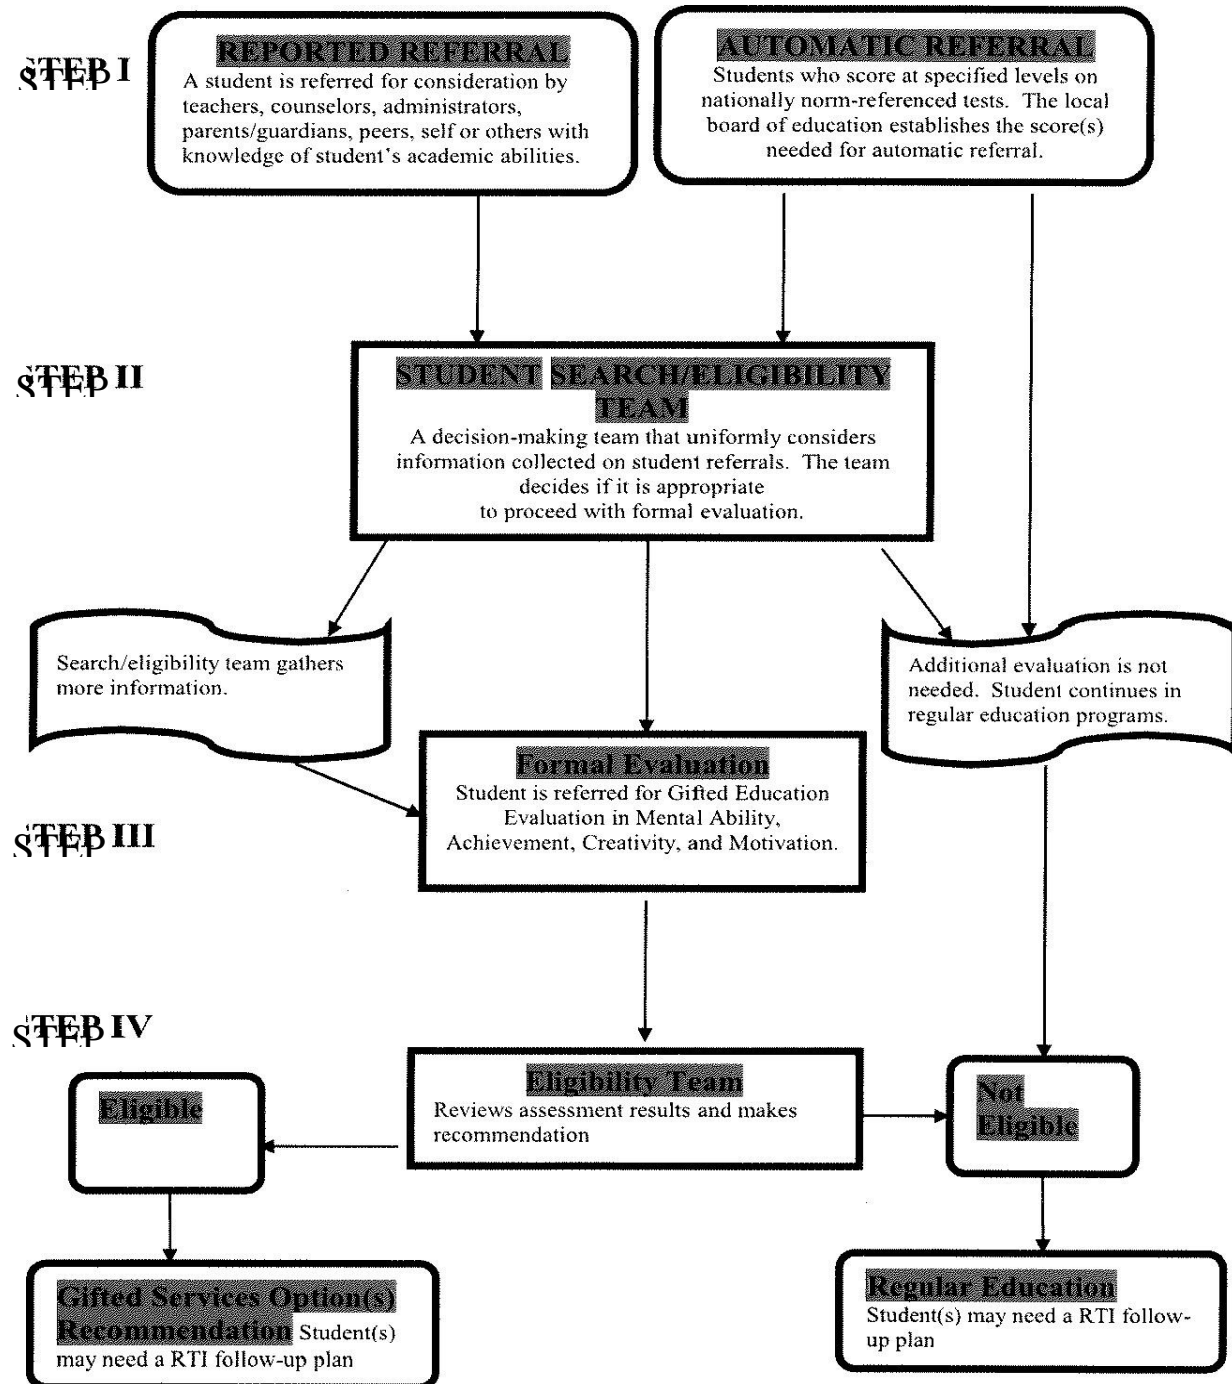 STEP I
REPORTED REFERRAL
A student is referred for consideration by
teachers, counselors, administrators,
parents/guardians, peers, self or others with
knowledge of student's academic abilities.
AUTOMATIC REFERRAL
Students who score at specified levels on
nationally norm-referenced tests. The local
board of education establishes the score(s)
needed for automatic referral.
STEP II
STUDENT SEARCH/ELIGIBILITY
TEAM
A decision-making team that uniformly considers
information collected on student referrals. The team
decides if it is appropriate
to proceed with formal evaluation.
Search/eligibility team gathers
more information.
Additional evaluation is not
needed. Student continues in
regular education programs.
STEP III
Formal Evaluation
Student is referred for Gifted Education
Evaluation in Mental Ability,
Achievement, Creativity, and Motivation.
STEP IV
Eligible
Eligibility Team
Reviews assessment results and makes
recommendation
Not
Eligible
Gifted Services Option(s)
Recommendation Student(s)
may need a RTI follow-up plan
Regular Education
Student(s) may need a RTI follow-
up plan